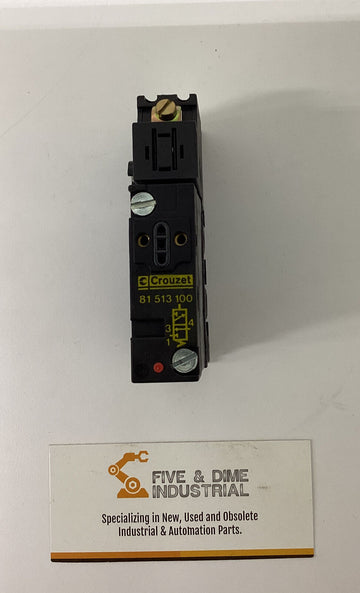 Crouzet
81 513 100
3 4
1
FIVE & DIME
INDUSTRIAL
Specializing in New, Used and Obsolete
Industrial & Automation Parts.